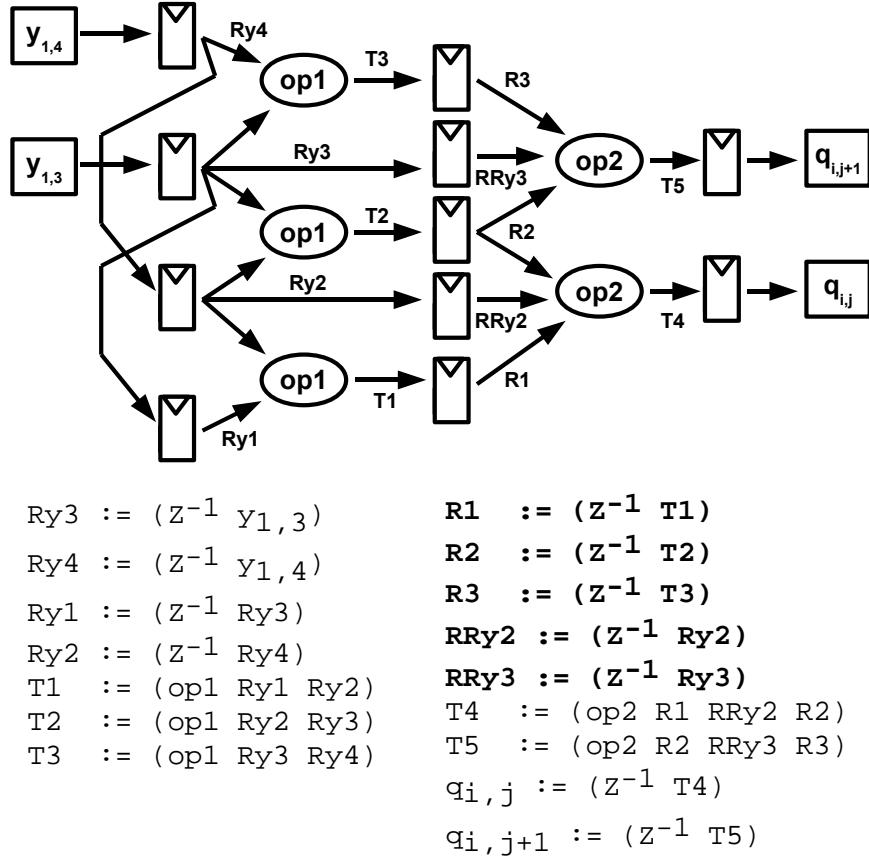 y1,4
Ry4
op1
T3
R3
y1,3
Ry3
RRy3
op2
T5
qi,j+1
op1
T2
R2
Ry2
RRy2
op2
T4
qi,j
op1
T1
R1
Ry1
Ry3 := (Z-1 y1,3)
Ry4 := (Z-1 y1,4)
Ry1 := (Z-1 Ry3)
Ry2 := (Z-1 Ry4)
T1 := (op1 Ry1 Ry2)
T2 := (op1 Ry2 Ry3)
T3 := (op1 Ry3 Ry4)
R1 := (Z-1 T1)
R2 := (Z-1 T2)
R3 := (Z-1 T3)
RRy2 := (Z-1 Ry2)
RRy3 := (Z-1 Ry3)
T4 := (op2 R1 RRy2 R2)
T5 := (op2 R2 RRy3 R3)
qi,j := (Z-1 T4)
qi,j+1 := (Z-1 T5)